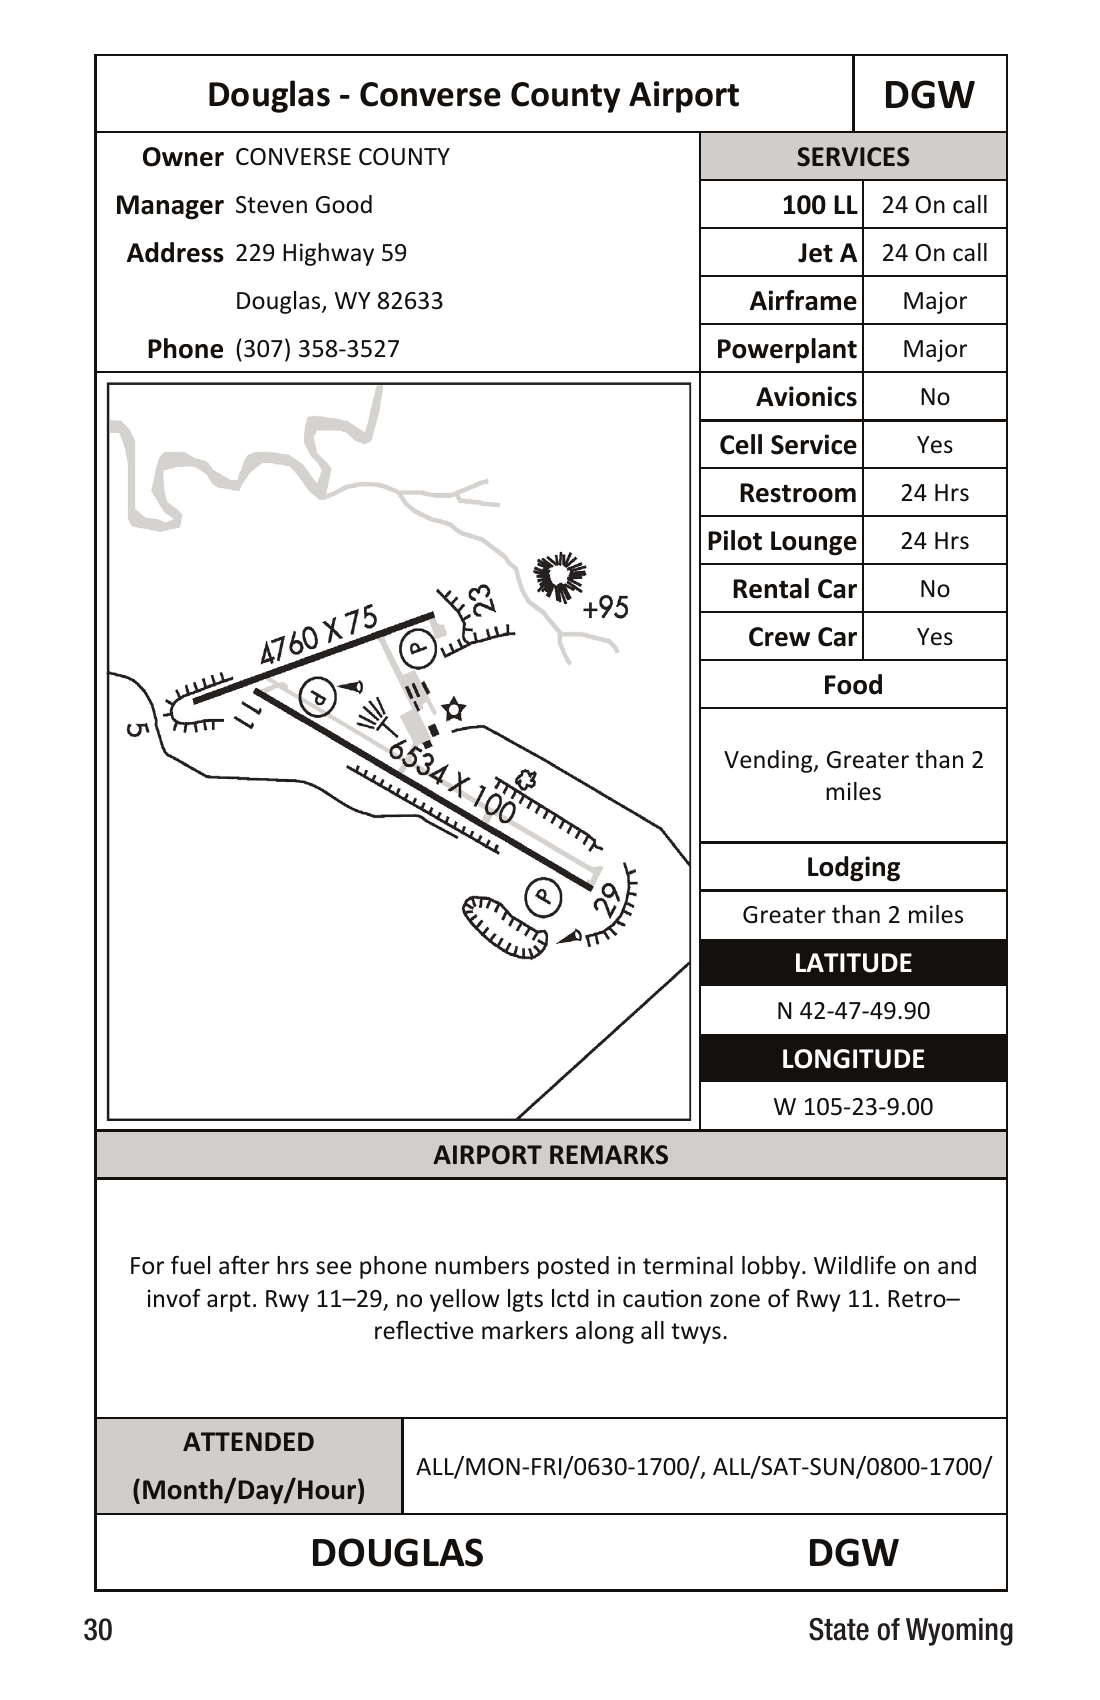 Douglas - Converse County Airport
DGW
Owner CONVERSE COUNTY
Manager Steven Good
Address 229 Highway 59
Douglas, WY 82633
Phone (307) 358-3527
SERVICES
100 LL 24 On call
Jet A 24 On call
Airframe Major
Powerplant Major
Avionics No
Cell Service Yes
Restroom 24 Hrs
Pilot Lounge 24 Hrs
Rental Car No
Crew Car Yes
Food
Vending, Greater than 2
miles
Lodging
Greater than 2 miles
LATITUDE
N 42-47-49.90
LONGITUDE
W 105-23-9.00
+95
23
4760 X 75
P
P
5
11
6534 X 100
P
29
AIRPORT REMARKS
For fuel after hrs see phone numbers posted in terminal lobby. Wildlife on and
invof arpt. Rwy 11–29, no yellow lgts lctd in caution zone of Rwy 11. Retro–
reflective markers along all twys.
ATTENDED
(Month/Day/Hour)
ALL/MON-FRI/0630-1700/, ALL/SAT-SUN/0800-1700/
DOUGLAS DGW
30 State of Wyoming